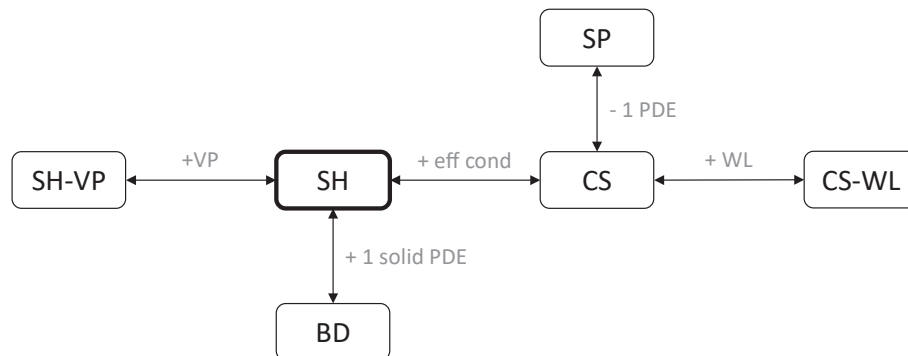 SP
- 1 PDE
+VP
+ eff cond
+ WL
SH-VP
SH
CS
CS-WL
+ 1 solid PDE
BD